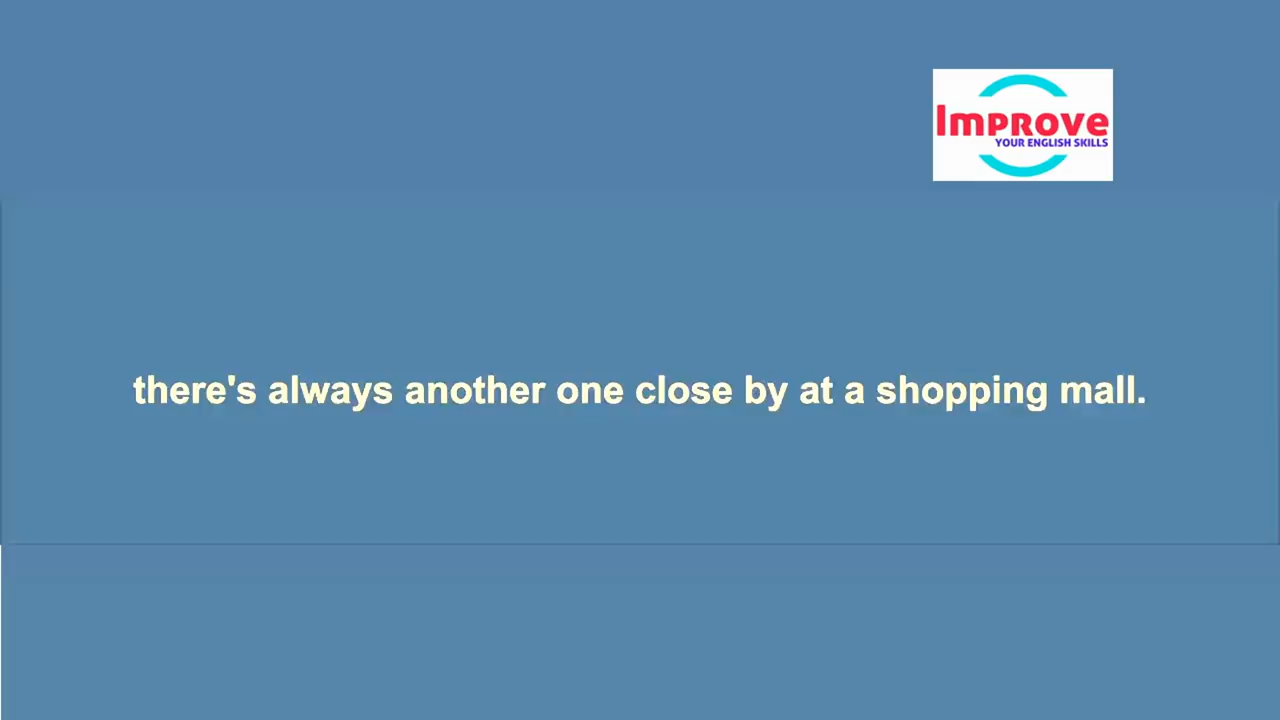 Improve
YOUR ENGLISH SKILLS
there's always another one close by at a shopping mall.